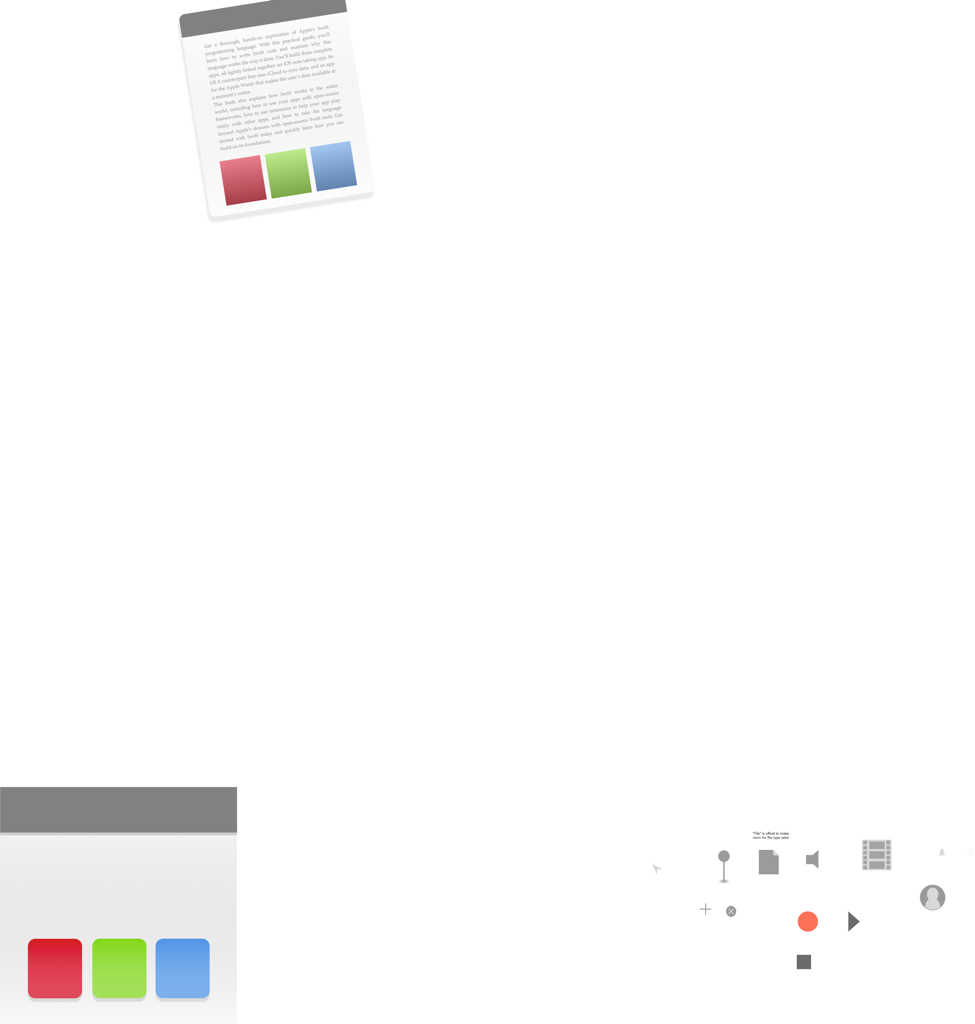 Get a thorough, hands-on exploration of Apple's Swift
programming language. With this practical guide, you'll
learn how to write Swift code and examine why this
language works the way it does. You'll build three complete
apps, all tightly linked together: an iOS note-taking app, its
OS X counterpart that uses iCloud to sync data, and an app
for the Apple Watch that makes the user's data available at
a moment's notice.
This book also explains how Swift works in the wider
world, including how to use your apps with open-source
frameworks, how to use extensions to help your app play
nicely with other apps, and how to take the language
beyond Apple's domain with open-source Swift tools. Get
started with Swift today and quickly learn how you can
build on its foundations.
"File" is offset to make
room for file type label